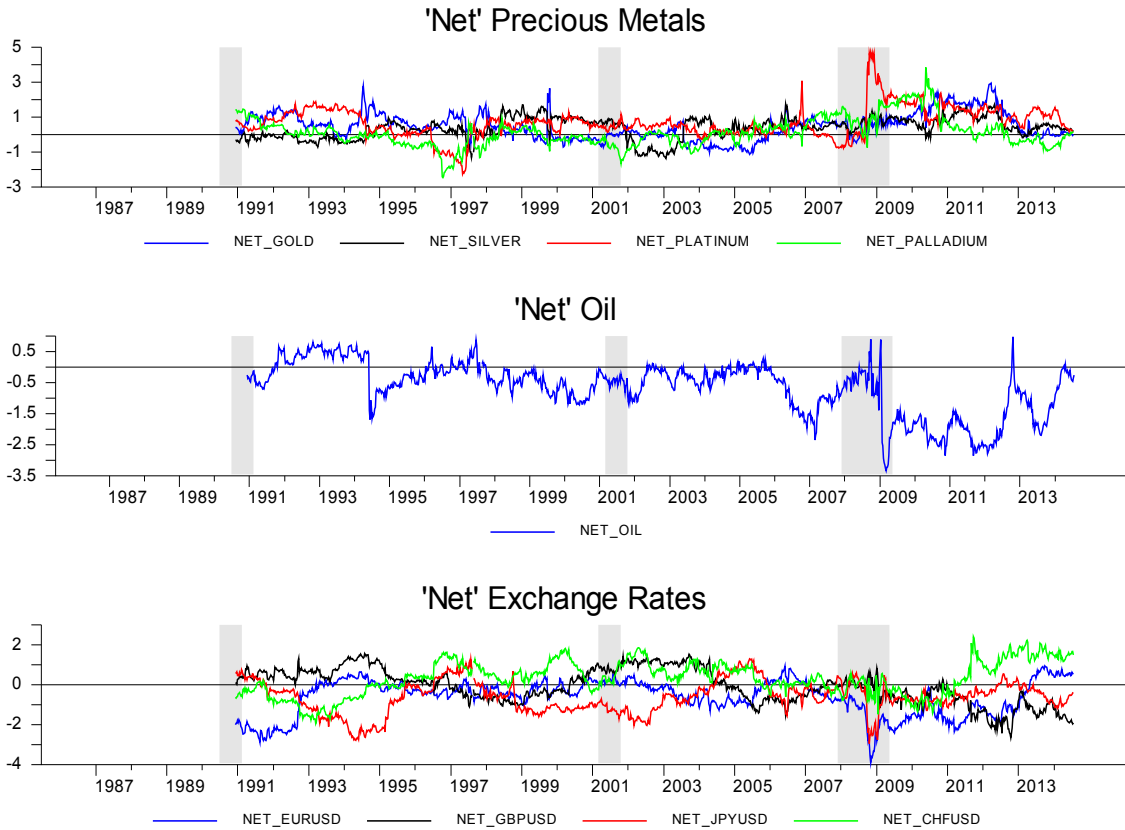 'Net' Precious Metals
5
3
1
-1
-3
1987 1989 1991 1993 1995 1997 1999 2001 2003 2005 2007 2009 2011 2013
NET_GOLD NET_SILVER NET_PLATINUM NET_PALLADIUM
'Net' Oil
0.5
-0.5
-1.5
-2.5
-3.5
1987 1989 1991 1993 1995 1997 1999 2001 2003 2005 2007 2009 2011 2013
NET_OIL
'Net' Exchange Rates
2
0
-2
-4
1987 1989 1991 1993 1995 1997 1999 2001 2003 2005 2007 2009 2011 2013
NET_EURUSD NET_GBPUSD NET_JPYUSD NET_CHFUSD